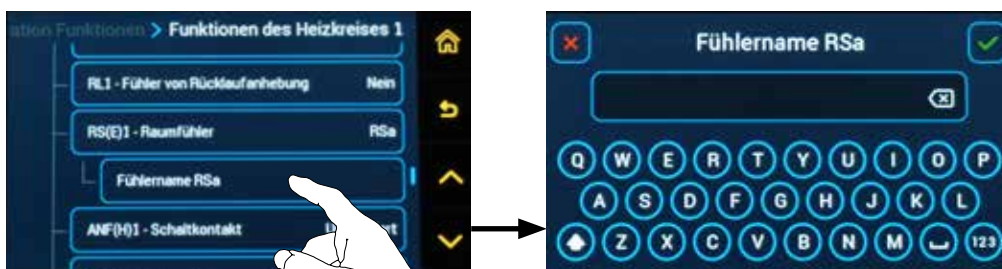 Funktionen > Funktionen des Heizkreises 1
RL1 - Fühler von Rücklaufanhebung Nein
RS(E)1 - Raumfühler RSa
Fühlername RSa
ANF(H)1 - Schaltkontakt
Fühlername RSa
Q W E R T Y U I O P
A S D F G H J K L
Z X C V B N M 123